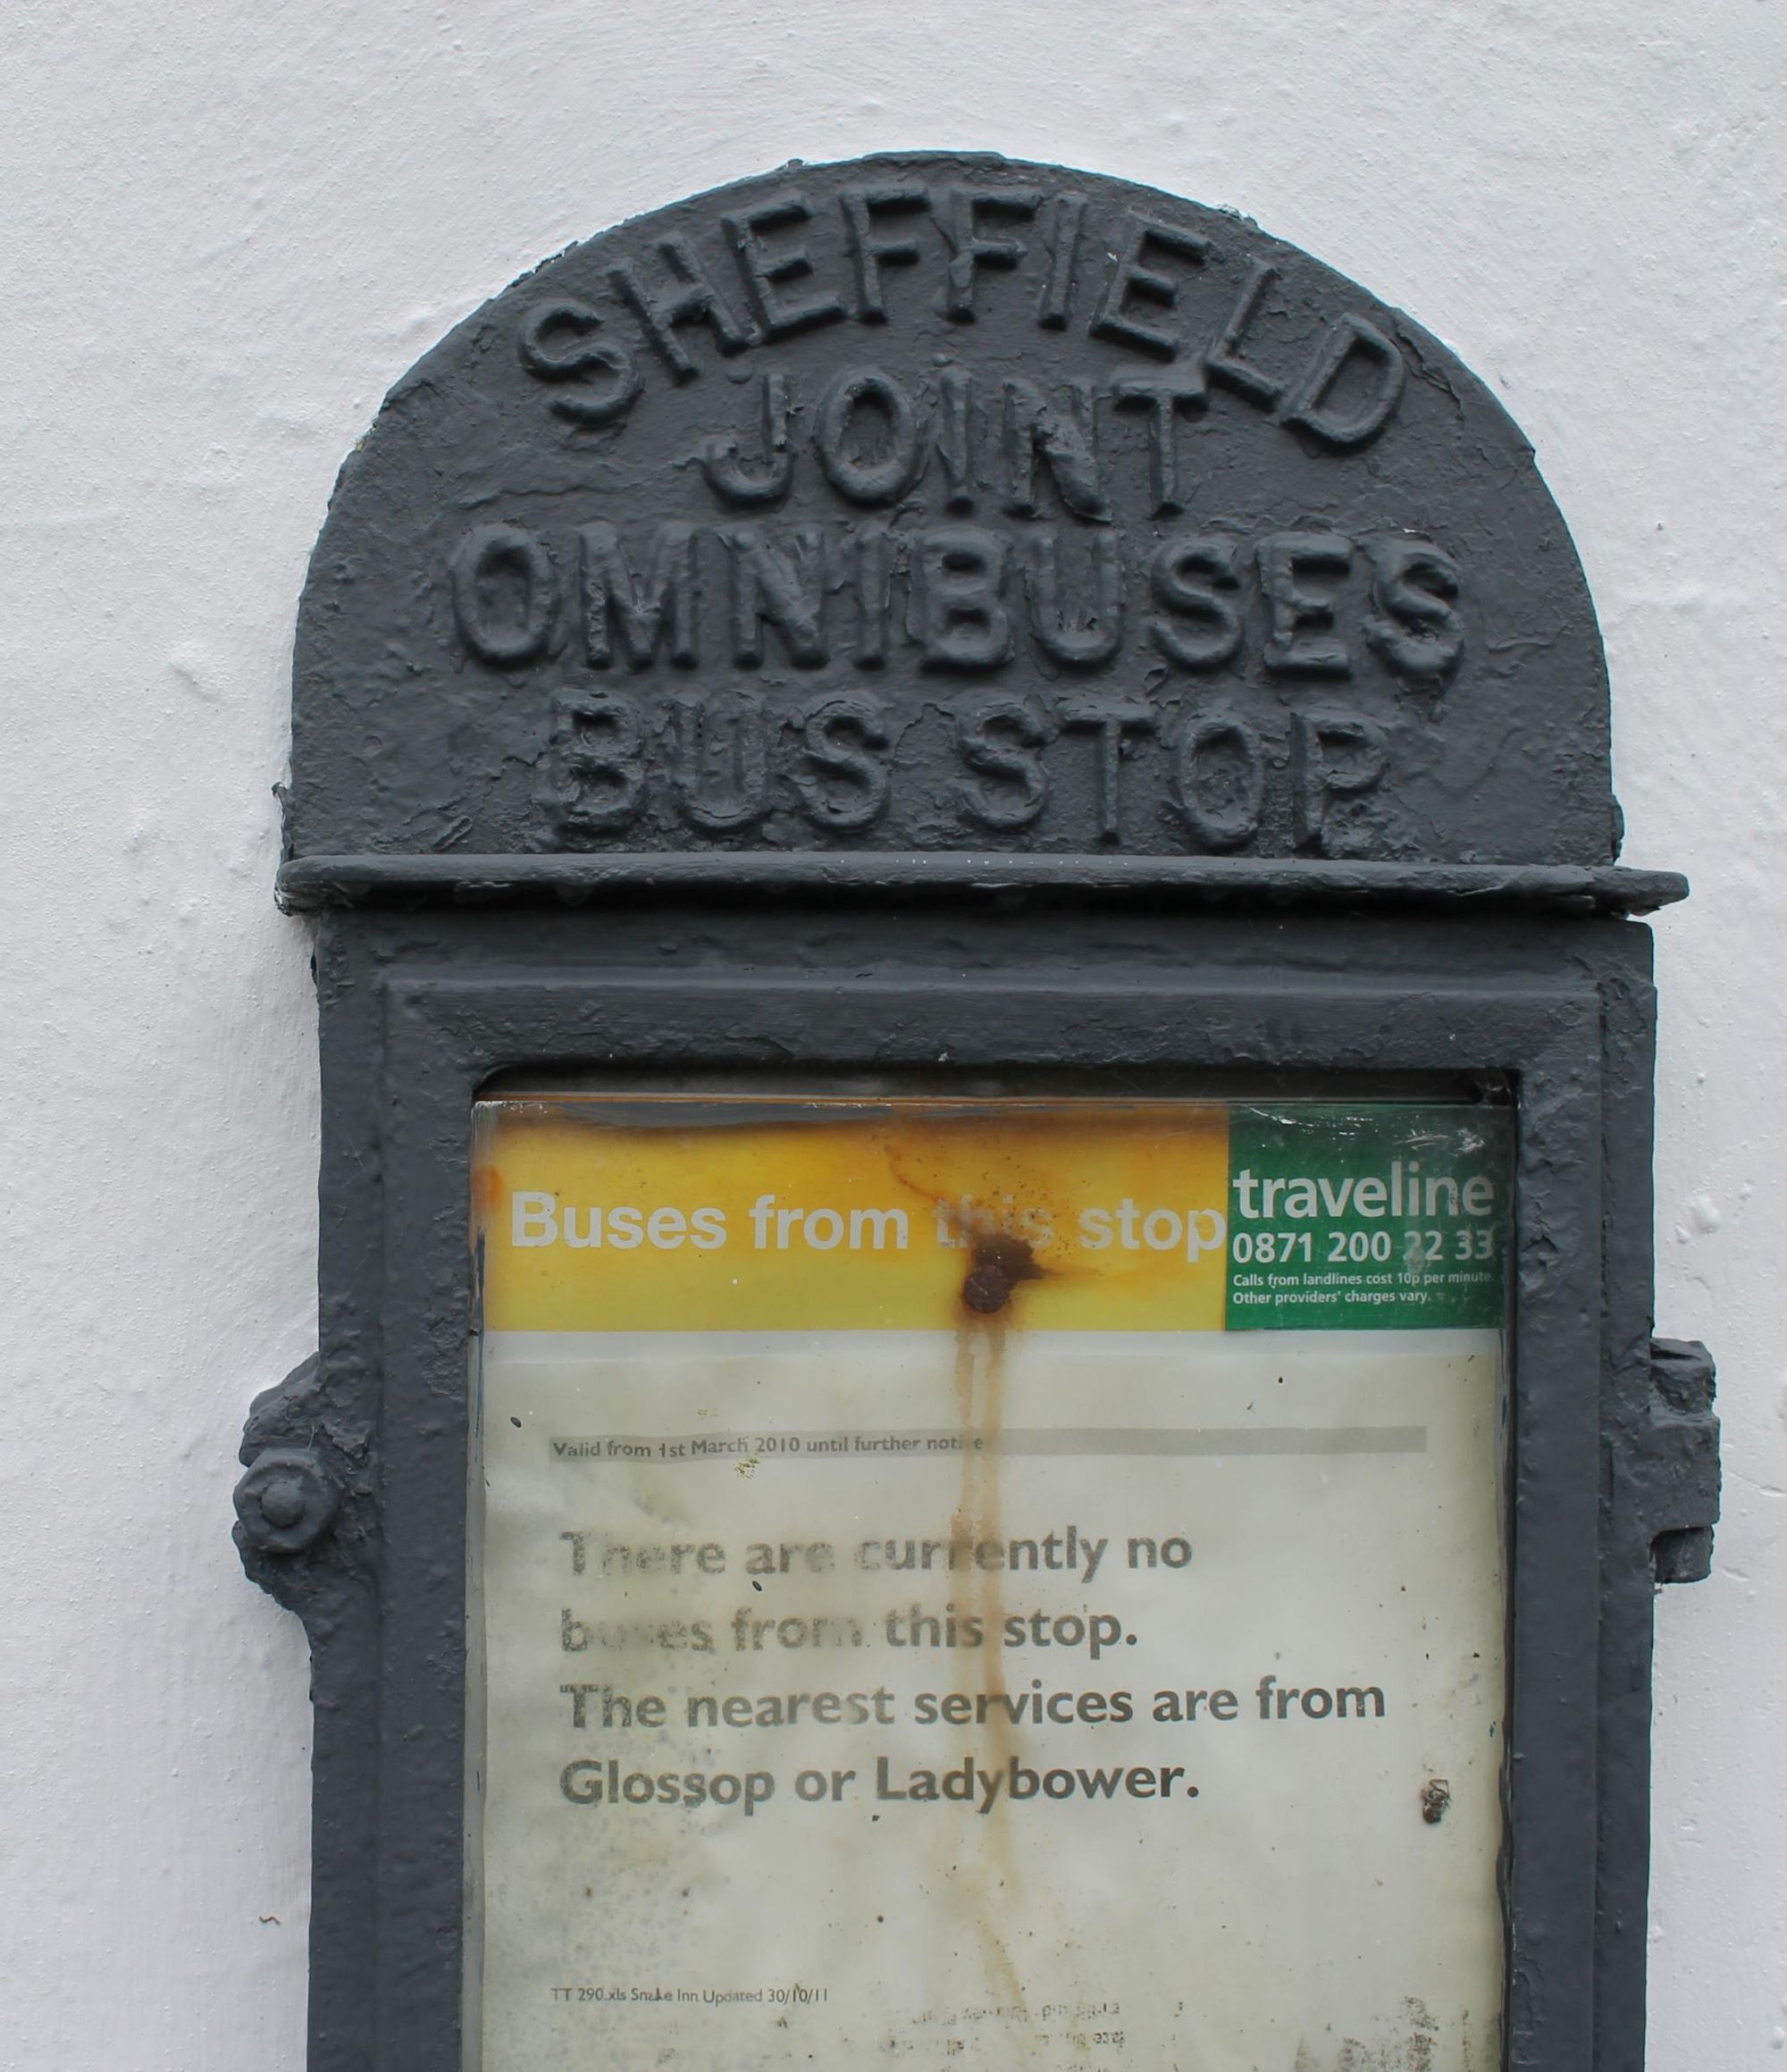 SHEFFIELD
JOINT
OMNIBUSES
BUS STOP
Buses from this stop
traveline
0871 200 22 33
Calls from landlines cost 10p per minute.
Other providers' charges vary.
Valid from 1st March 2010 until further notice
There are currently no
buses from this stop.
The nearest services are from
Glossop or Ladybower.
TT 290.xls Snake Inn Updated 30/10/11